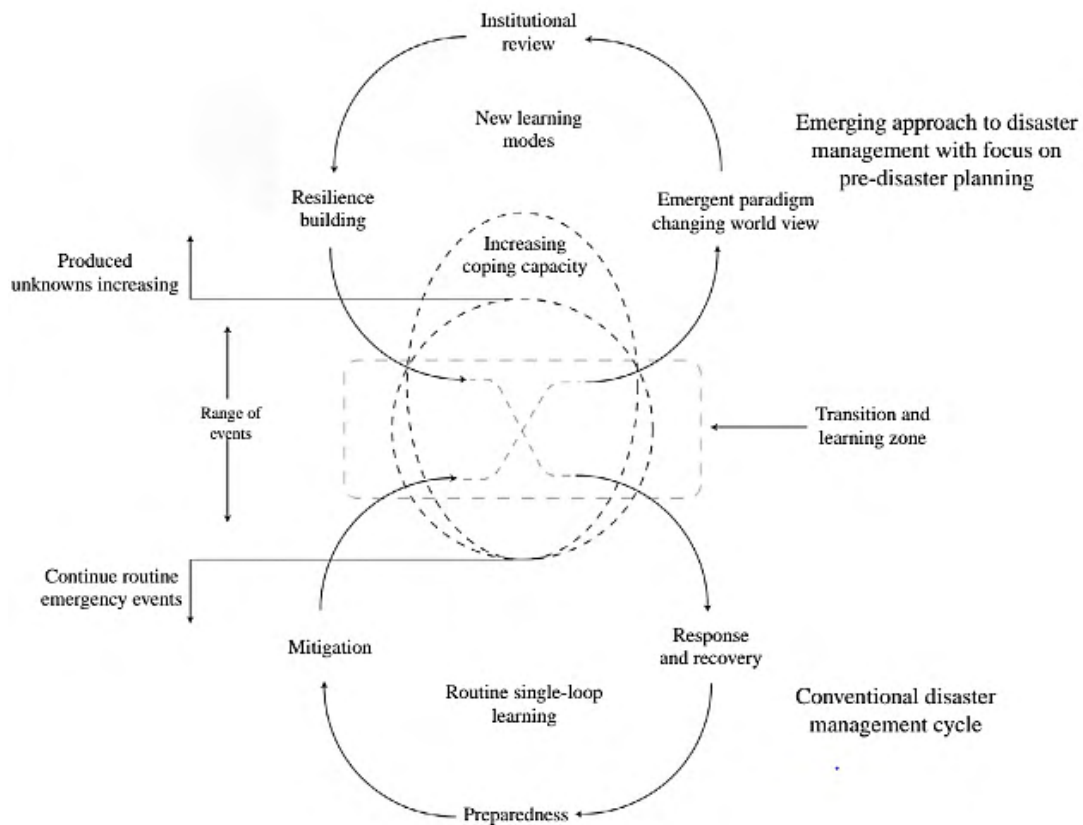 Institutional
review
New learning
modes
Emerging approach to disaster
management with focus on
pre-disaster planning
Resilience
building
Emergent paradigm
changing world view
Increasing
coping capacity
Produced
unknowns increasing
Range of
events
Transition and
learning zone
Continue routine
emergency events
Mitigation
Response
and recovery
Routine single-loop
learning
Conventional disaster
management cycle
Preparedness